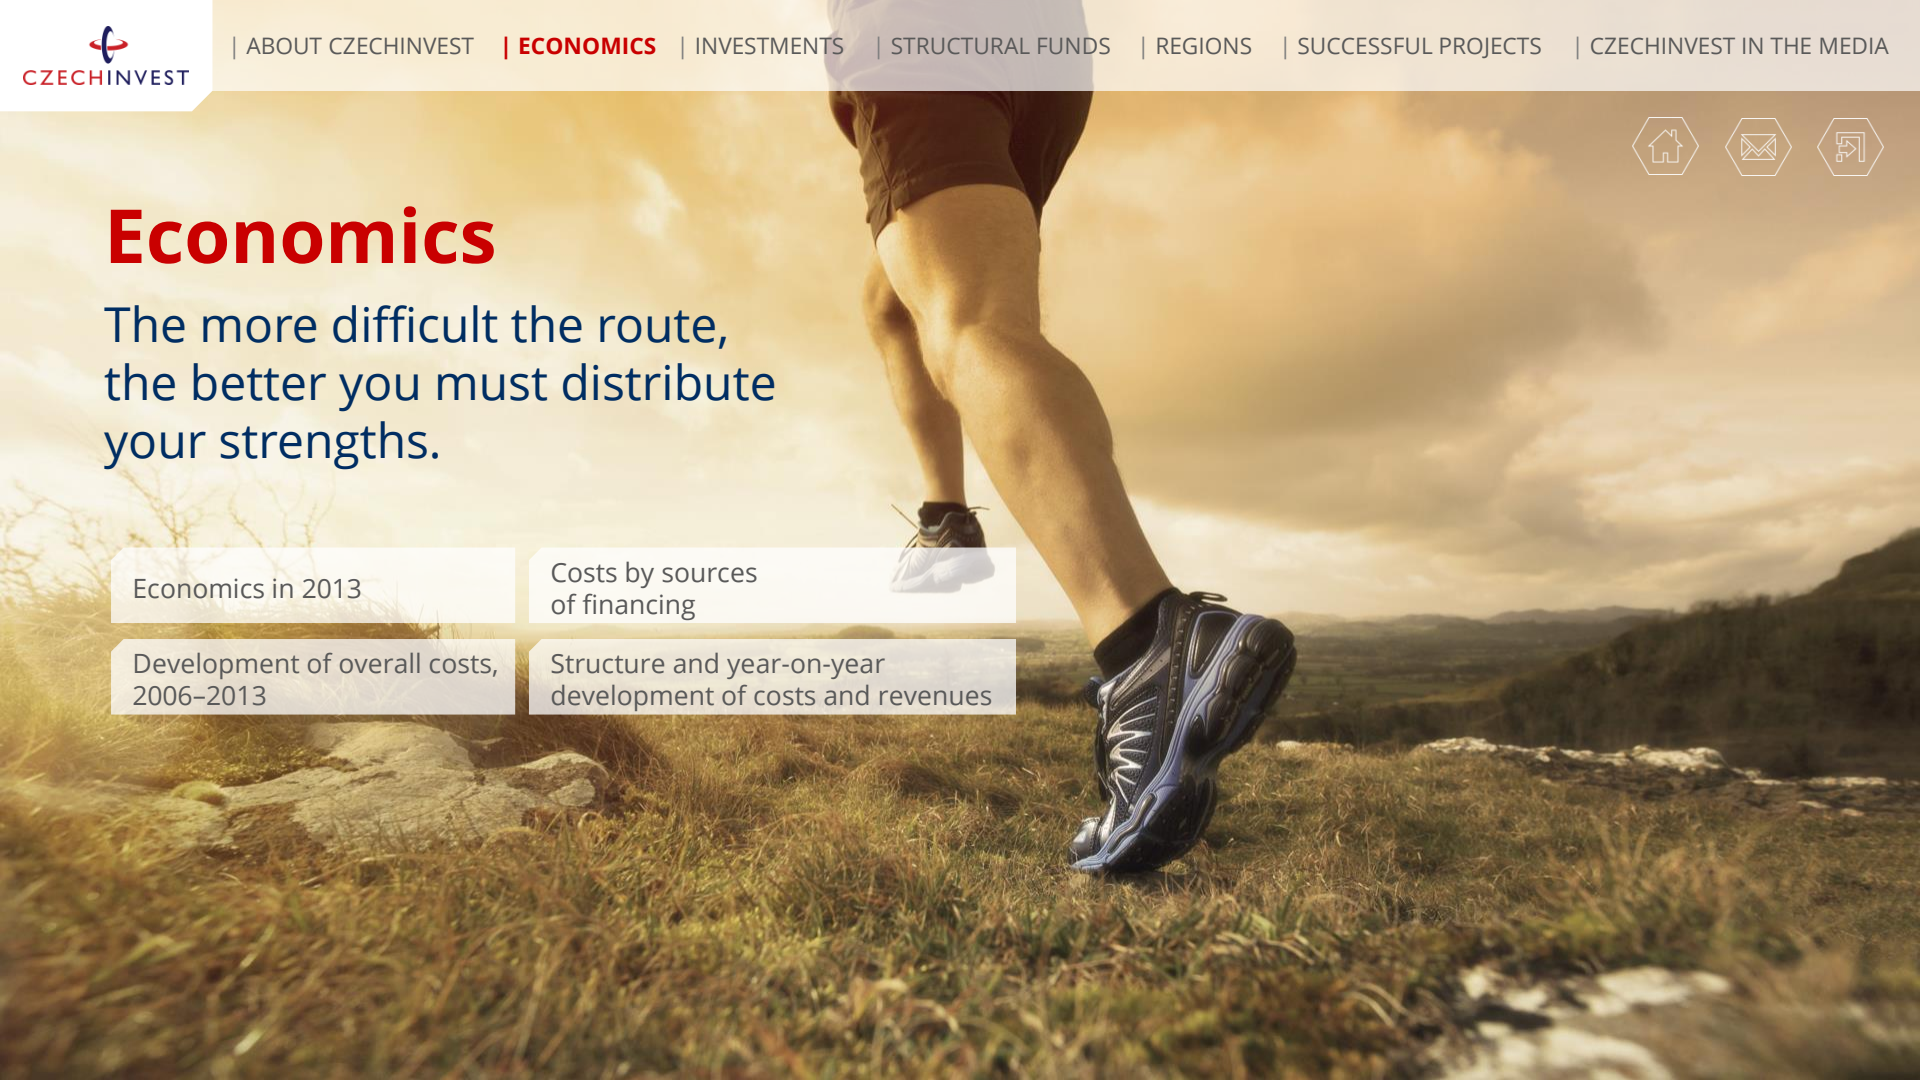 CZECHINVEST
| ABOUT CZECHINVEST | ECONOMICS | INVESTMENTS | STRUCTURAL FUNDS | REGIONS | SUCCESSFUL PROJECTS | CZECHINVEST IN THE MEDIA
Economics
The more difficult the route,
the better you must distribute
your strengths.
Economics in 2013
Costs by sources
of financing
Development of overall costs,
2006–2013
Structure and year-on-year
development of costs and revenues